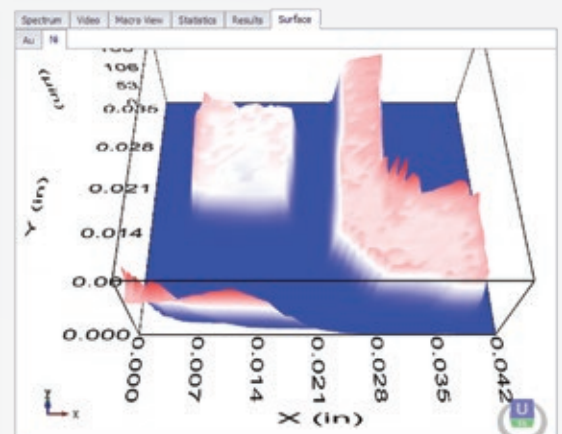 Spectrum Video Macro View Statistics Results Surface
Au Ni
106
53
(µin)
0.035
0.028
0.021
Y (in)
0.014
0.000
0.000 0.007 0.014 0.021 0.028 0.035 0.042
X (in)
Z
X
U